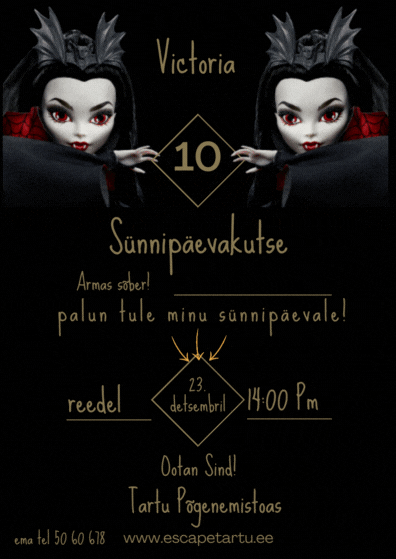 Victoria
10
Sünnipäevakutse
Armas sõber!
palun tule minu sünnipäevale!
reedel
23.
detsembril
14:00 Pm
Ootan Sind!
Tartu Põgenemistoas
ema tel 50 60 678 www.escapetartu.ee